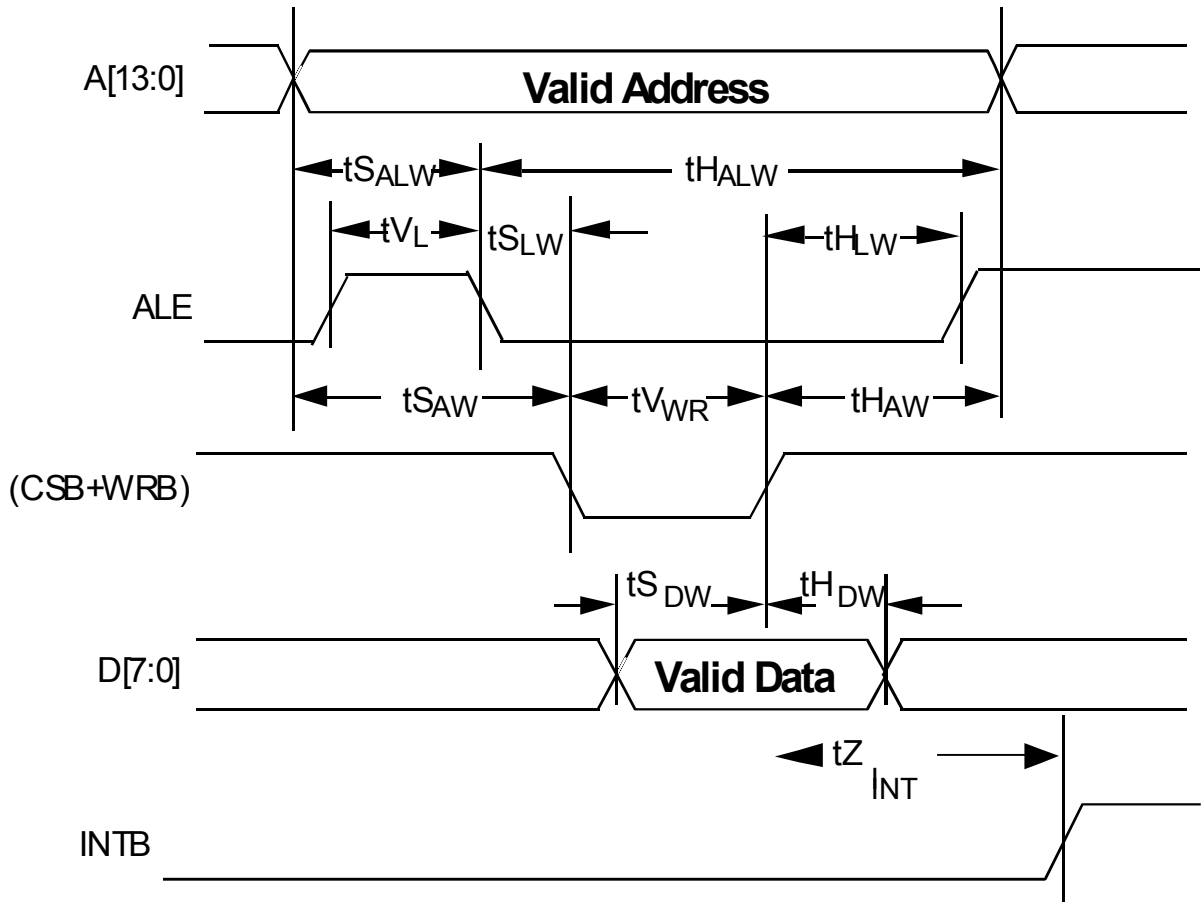 A[13:0]
Valid Address
tSALW
tHALW
tVL
tSLW
tHLW
ALE
tSAW
tVWR
tHAW
(CSB+WRB)
tS DW
tH DW
D[7:0]
Valid Data
tZ INT
INTB